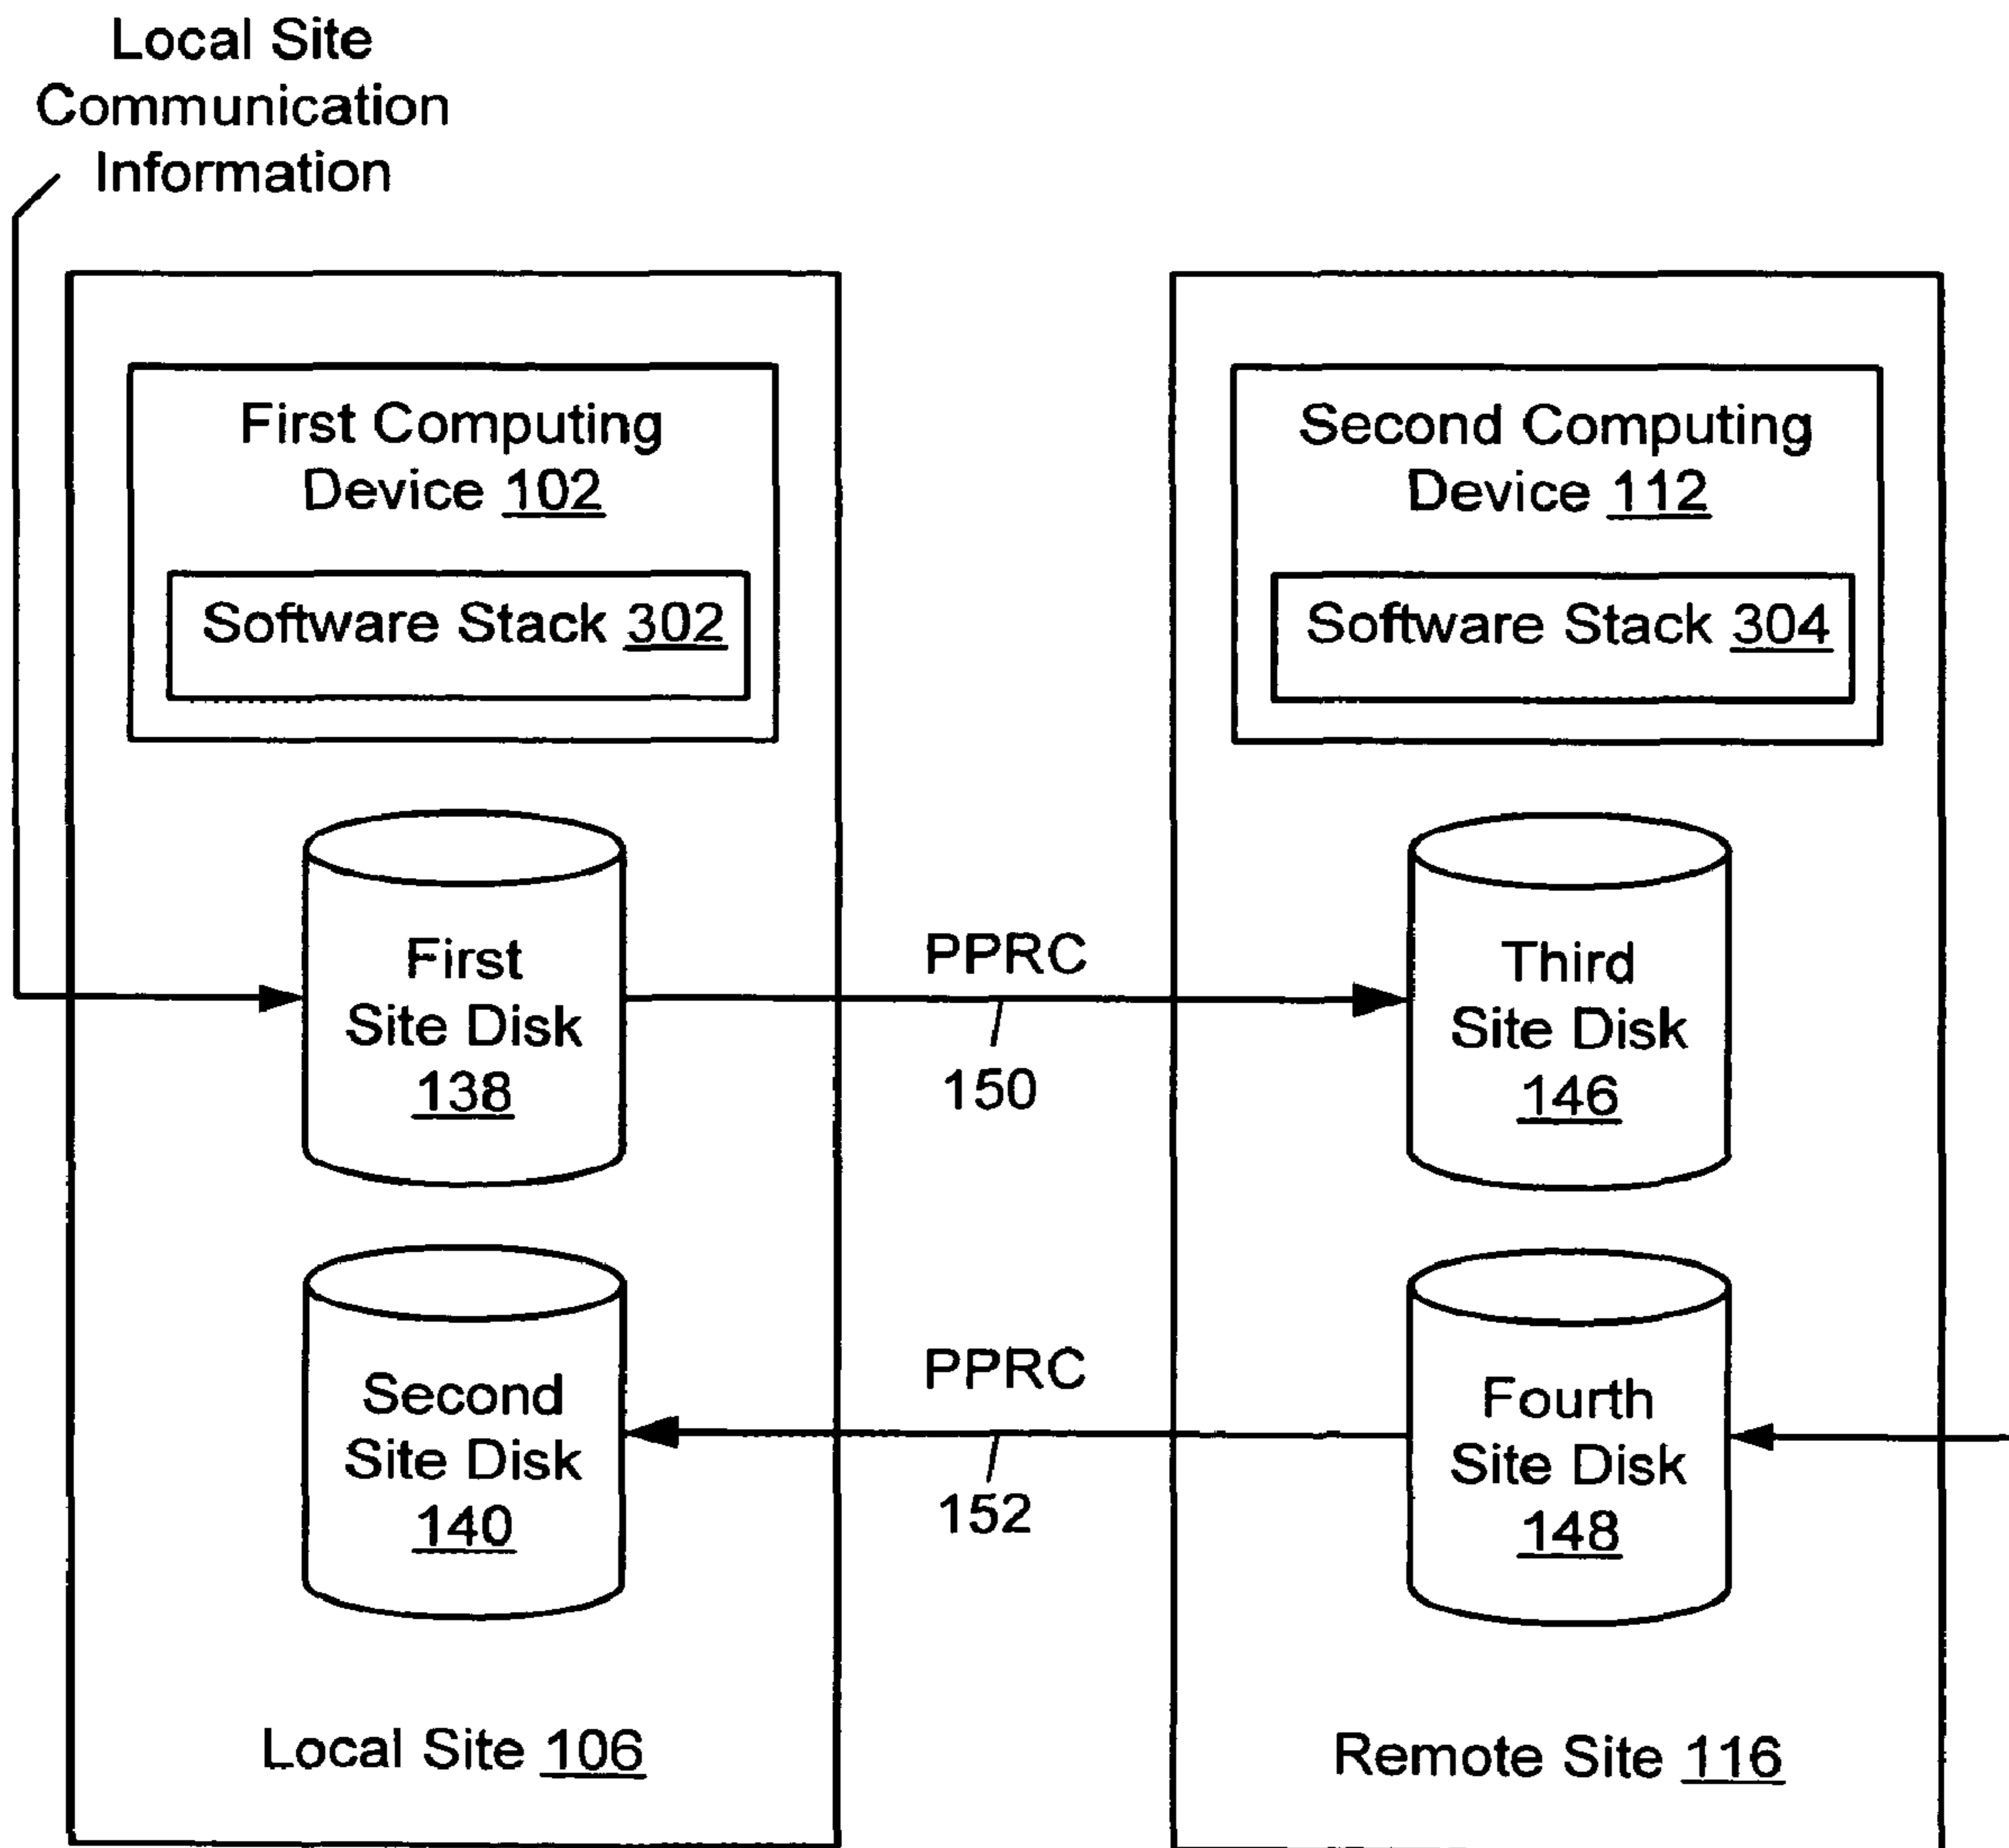 Local Site
Communication
Information
First Computing
Device 102
Software Stack 302
Second Computing
Device 112
Software Stack 304
First
Site Disk
138
PPRC
150
Third
Site Disk
146
Second
Site Disk
140
PPRC
152
Fourth
Site Disk
148
Local Site 106
Remote Site 116